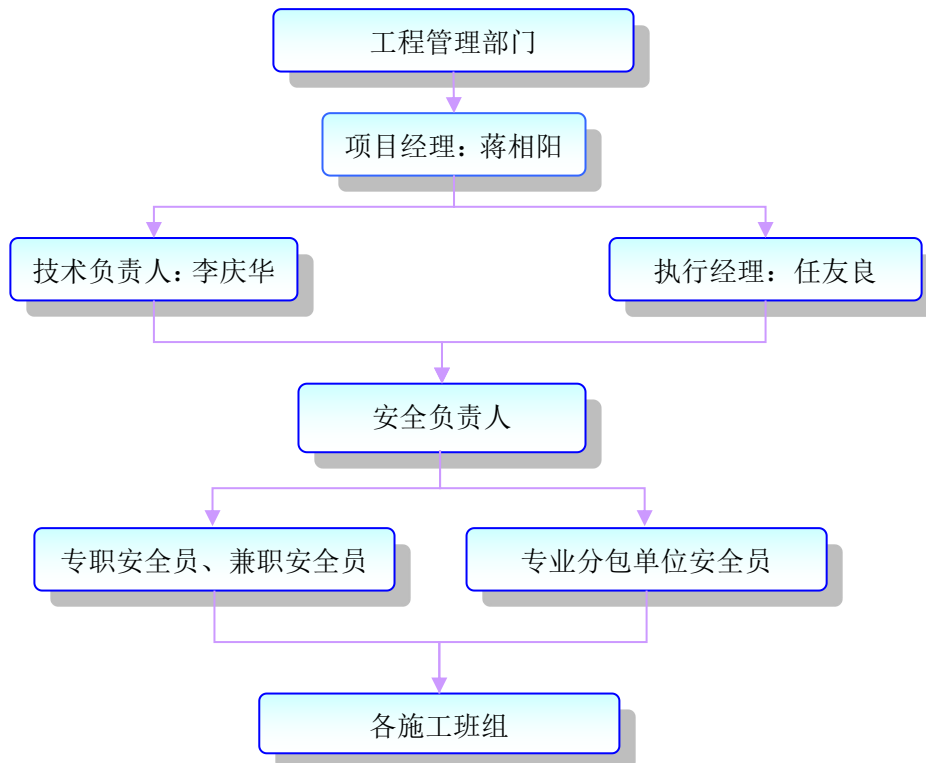 工程管理部门
项目经理：蒋相阳
技术负责人：李庆华
执行经理：任友良
安全负责人
专职安全员、兼职安全员
专业分包单位安全员
各施工班组